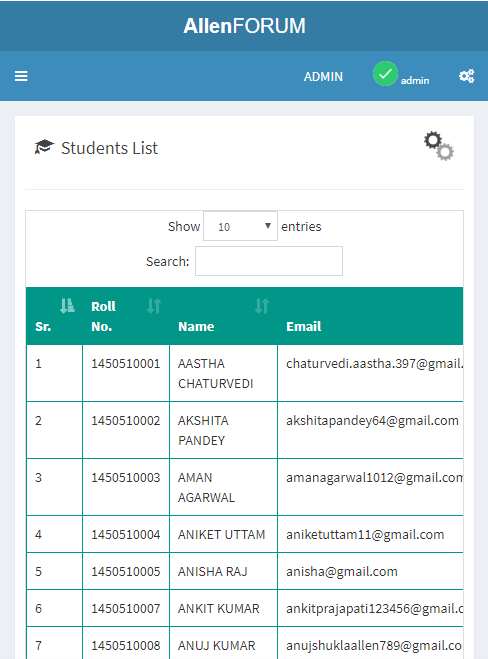 AllenFORUM
ADMIN admin
Students List
Show 10 entries
Search:
Sr. Roll No. Name Email
1 1450510001 AASTHA CHATURVEDI chaturvedi.aastha.397@gmail.
2 1450510002 AKSHITA PANDEY akshitapandey64@gmail.com
3 1450510003 AMAN AGARWAL amanagarwal1012@gmail.com
4 1450510004 ANIKET UTTAM aniketuttam11@gmail.com
5 1450510005 ANISHA RAJ anisha@gmail.com
6 1450510007 ANKIT KUMAR ankitprajapati123456@gmail.c
7 1450510008 ANUJ KUMAR anujshuklaallen789@gmail.co